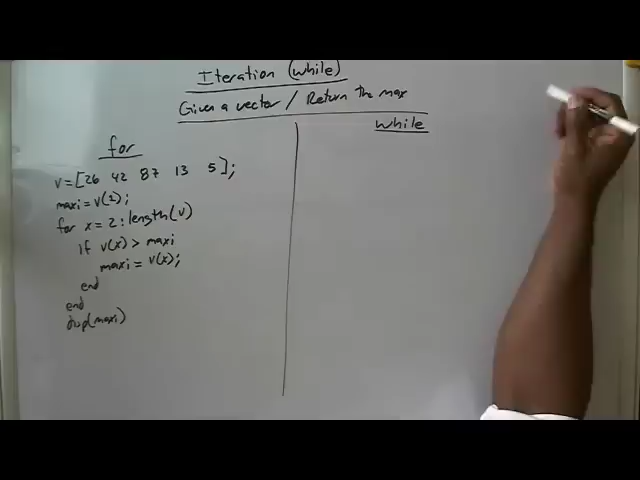 Iteration (while)
Given a vector / Return the max
for
v=[26 42 87 13 5];
maxi=v(1);
for x=2:length(v)
if v(x) > maxi
maxi = v(x);
end
end
disp(maxi)
while